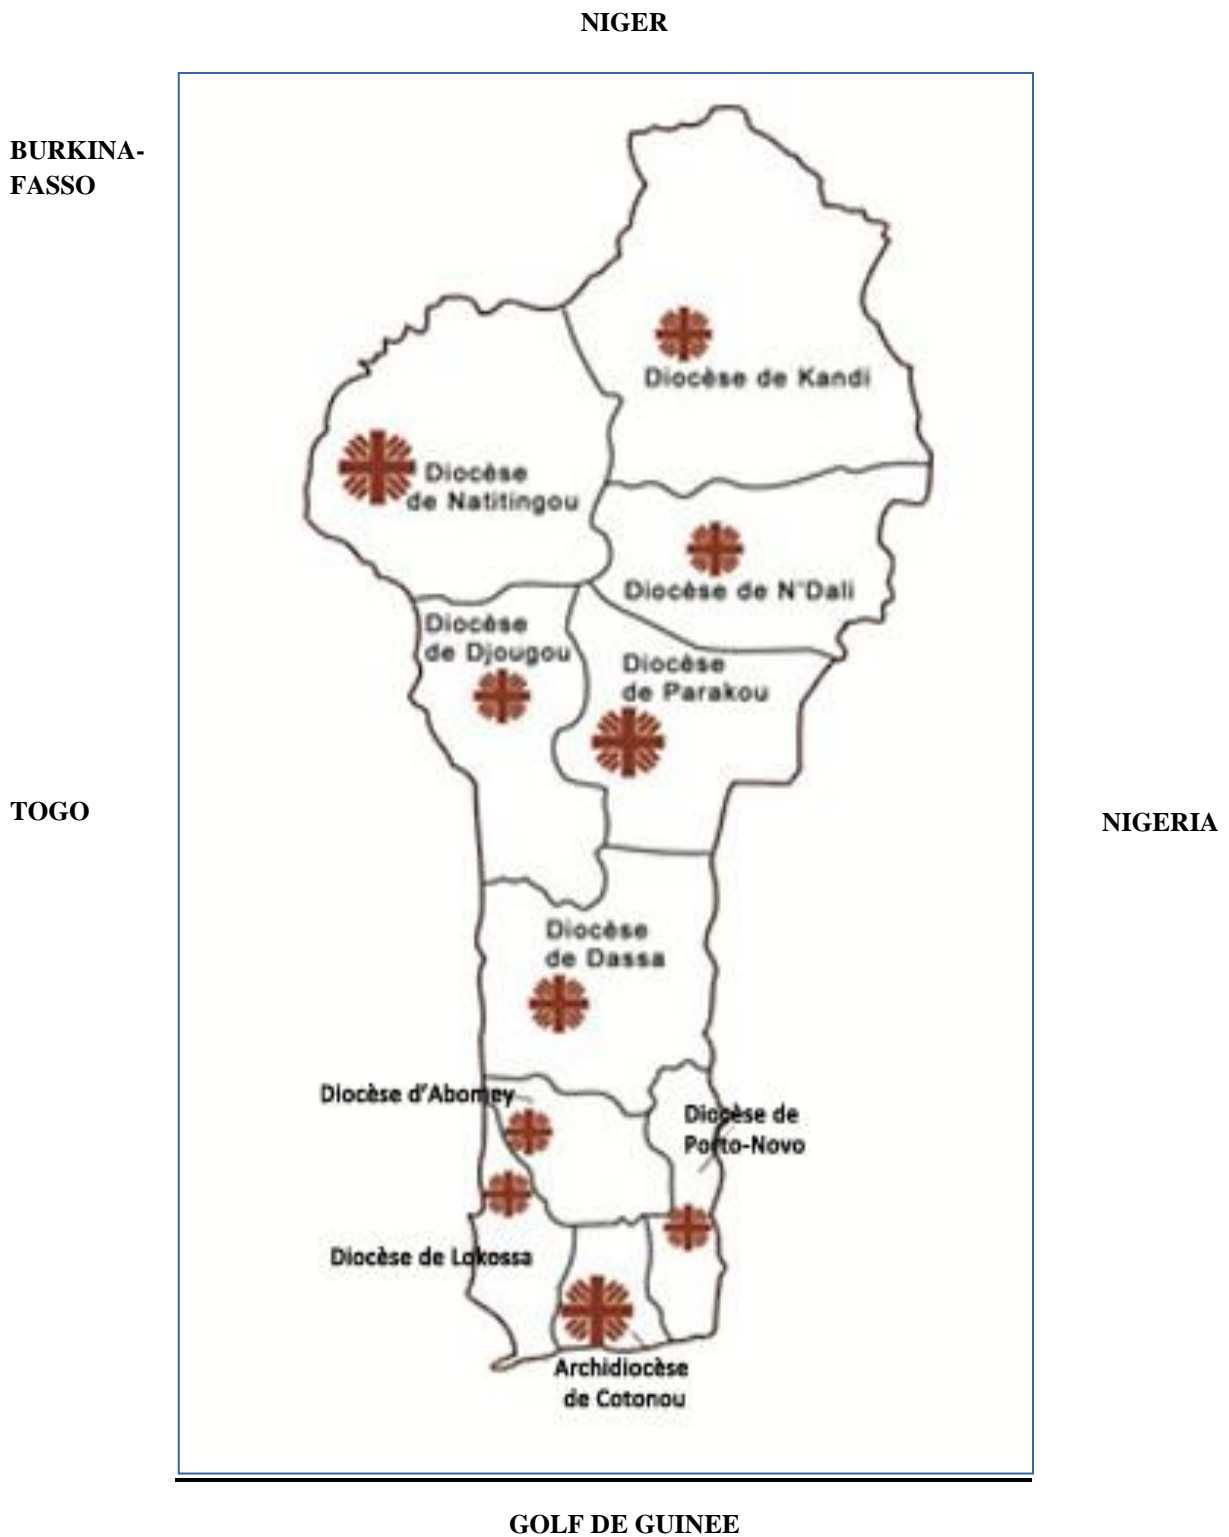 NIGER
BURKINA-
FASSO
Diocèse de Kandi
Diocèse
de Natitingou
Diocèse de N'Dali
Diocèse
de Djougou
Diocèse
de Parakou
TOGO
NIGERIA
Diocèse
de Dassa
Diocèse d'Abomey
Diocèse de
Porto-Novo
Diocèse de Lokossa
Archidiocèse
de Cotonou
GOLF DE GUINEE